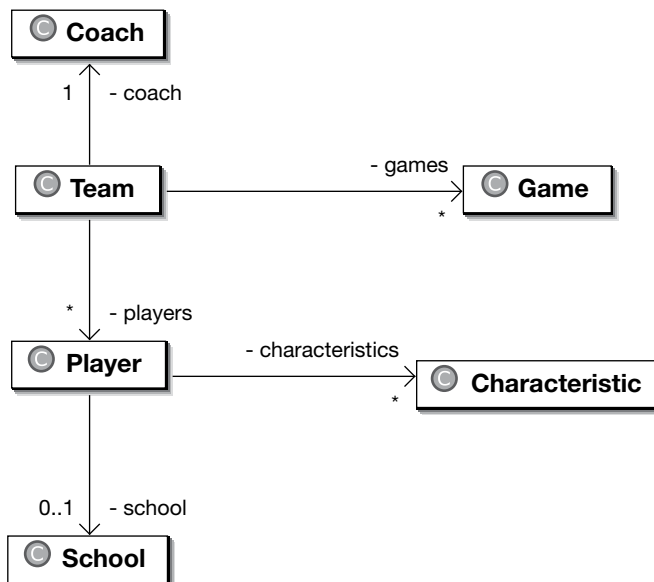 C Coach
1 - coach
C Team
- games
*
C Game
* - players
C Player
- characteristics
*
C Characteristic
0..1 - school
C School